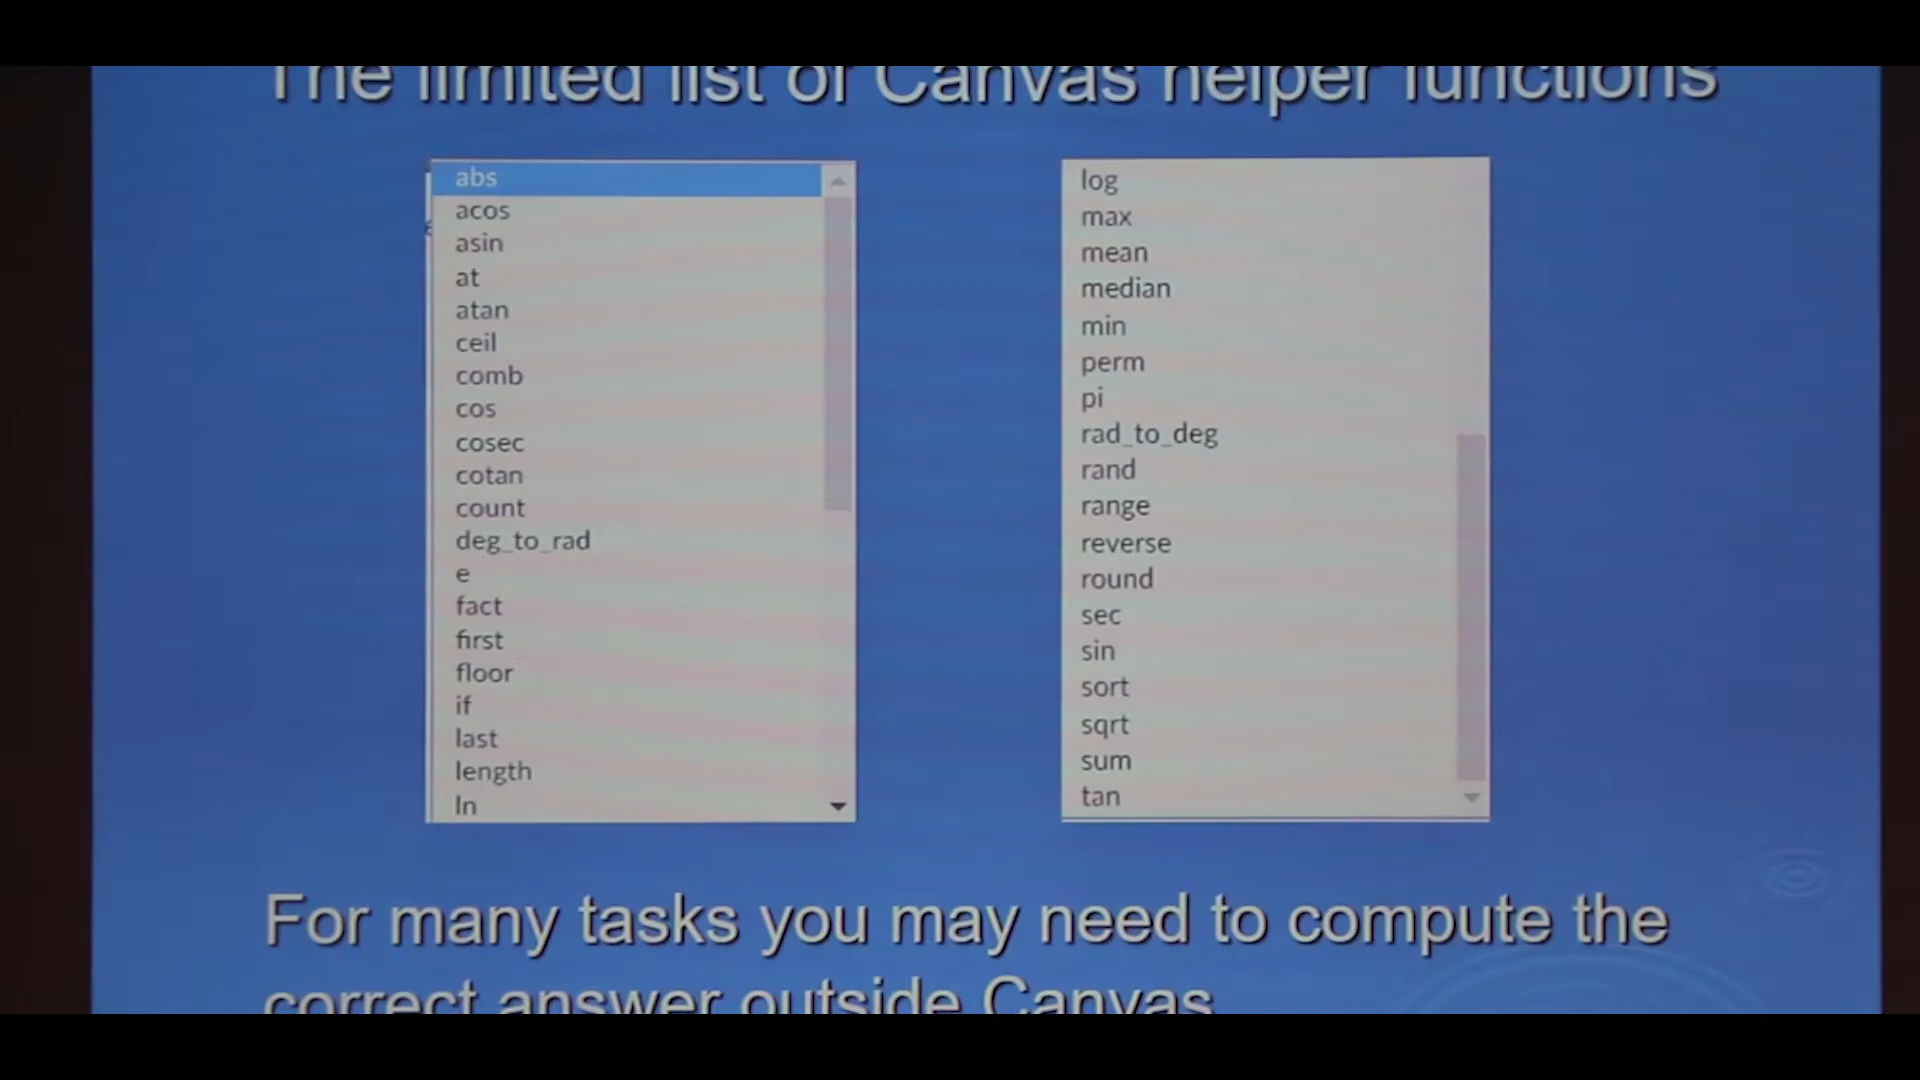 The limited list of Canvas helper functions
abs
acos
asin
at
atan
ceil
comb
cos
cosec
cotan
count
deg_to_rad
e
fact
first
floor
if
last
length
ln
log
max
mean
median
min
perm
pi
rad_to_deg
rand
range
reverse
round
sec
sin
sort
sqrt
sum
tan
For many tasks you may need to compute the
correct answer outside Canvas